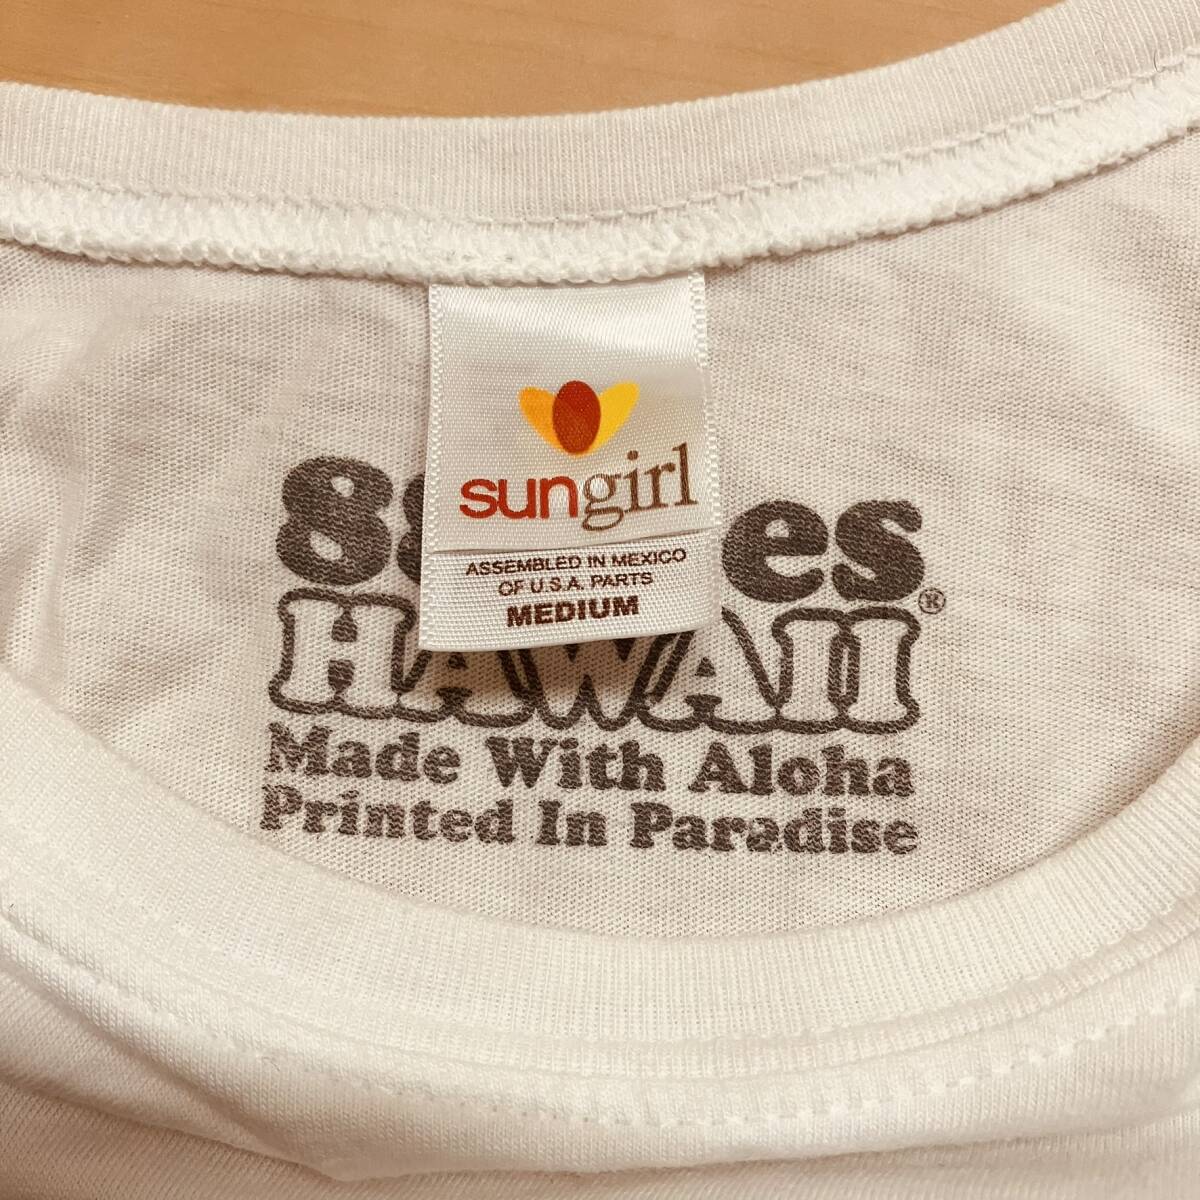 sungirl
ASSEMBLED IN MEXICO
OF U.S.A. PARTS
MEDIUM
HAWAII®
Made With Aloha
Printed In Paradise